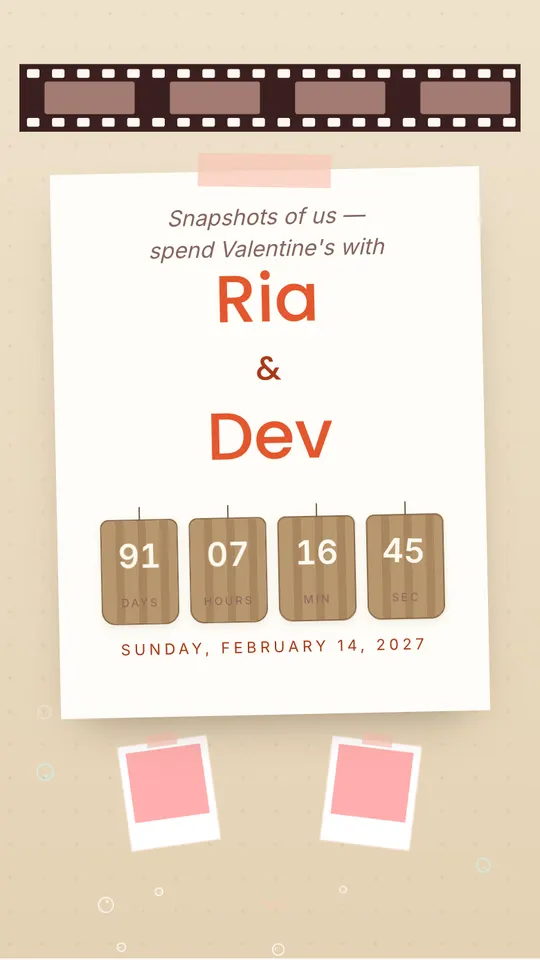 Snapshots of us —
spend Valentine's with
Ria
&
Dev
91 07 16 45
DAYS HOURS MIN SEC
SUNDAY, FEBRUARY 14, 2027